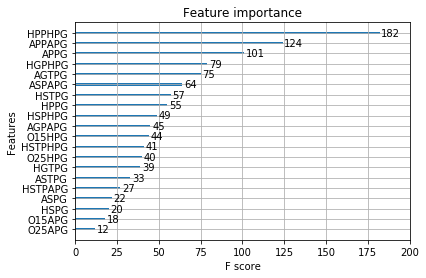 Feature importance
HPPHPG 182
APPAPG 124
APPG 101
HGPHPG 79
AGTPG 75
ASPAPG 64
HSTPG 57
HPPG 55
HSPHPG 49
AGPAPG 45
O15HPG 44
HSTPHPG 41
O25HPG 40
HGTPG 39
ASTPG 33
HSTPAPG 27
ASPG 22
HSPG 20
O15APG 18
O25APG 12
Features
0 25 50 75 100 125 150 175 200
F score